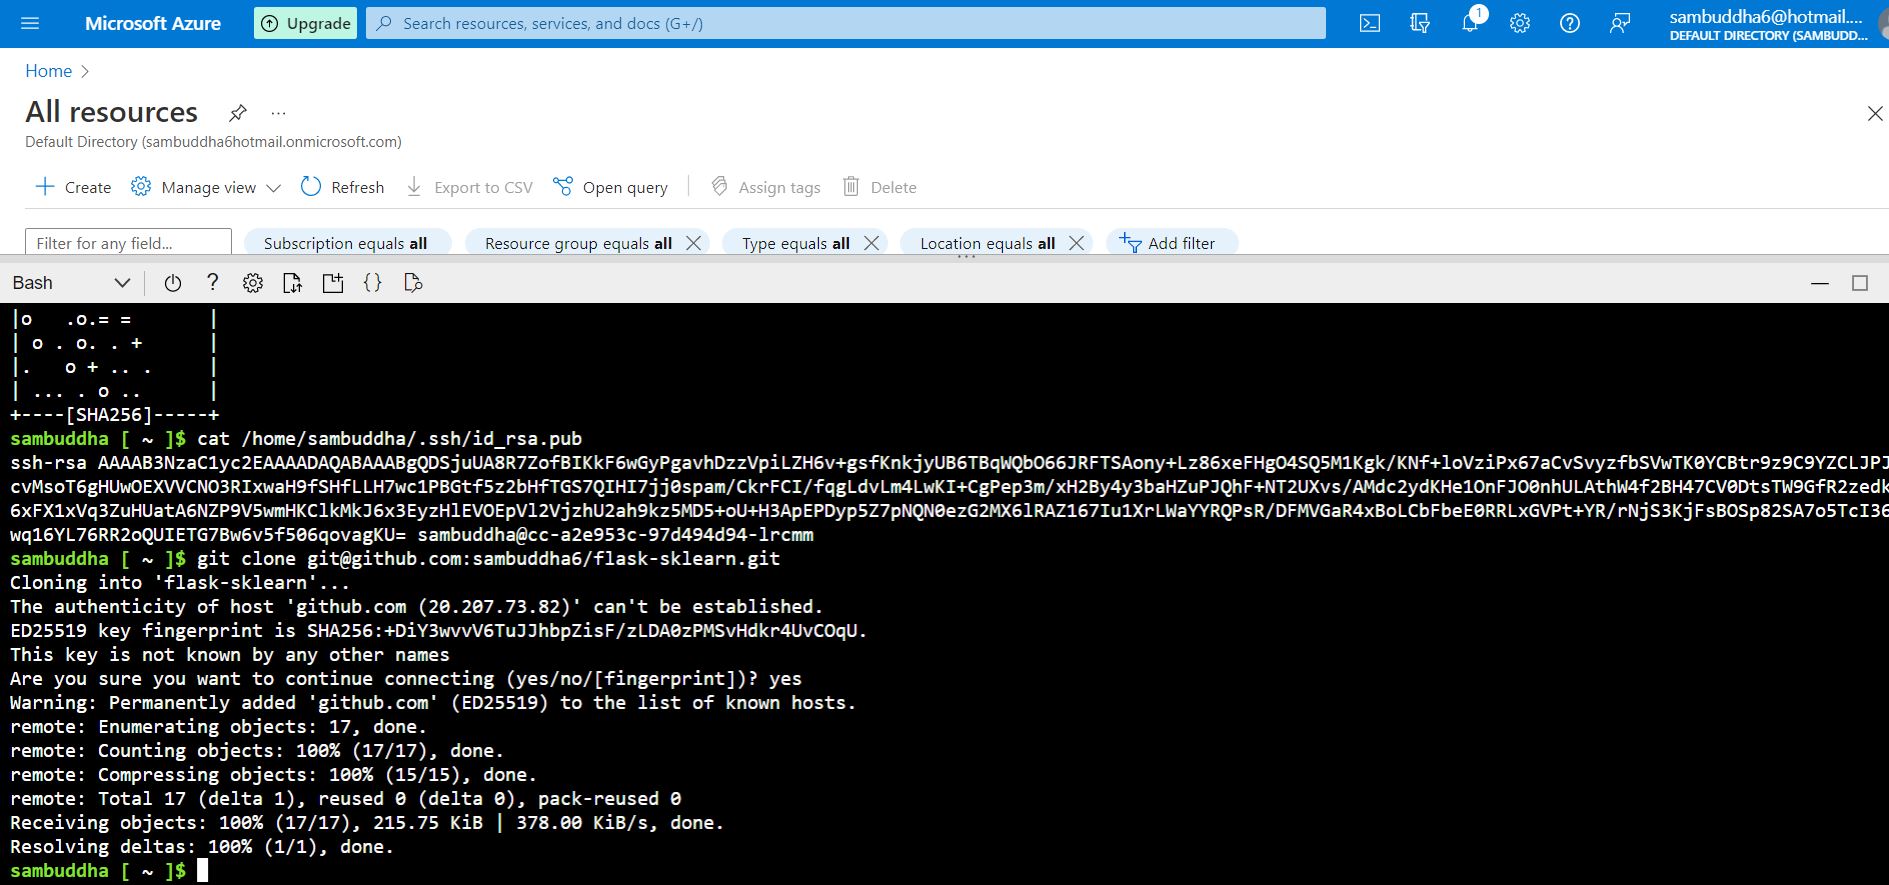 Microsoft Azure
Upgrade
Search resources, services, and docs (G+/)
1
sambuddha6@hotmail....
DEFAULT DIRECTORY (SAMBUDD...
Home >
All resources
...
Default Directory (sambuddha6hotmail.onmicrosoft.com)
Create
Manage view
Refresh
Export to CSV
Open query
Assign tags
Delete
Filter for any field...
Subscription equals all
Resource group equals all
Type equals all
Location equals all
Add filter
Bash
|o   .o.= =       |
| o . o. . +      |
|.   o + .. .     |
| ... . o ..      |
+----[SHA256]-----+
sambuddha [ ~ ]$ cat /home/sambuddha/.ssh/id_rsa.pub
ssh-rsa AAAAB3NzaC1yc2EAAAADAQABAAABgQDSjuUA8R7ZofBIKkF6wGyPgavhDzzVpiLZH6v+gsfKnkjyUB6TBqWQbO66JRFTSAony+Lz86xeFHgO4SQ5M1Kgk/KNf+loVziPx67aCvSvyzfbSVwTK0YCBtr9z9C9YZCLJPJ
cvMsoT6gHUwOEXVVCNO3RIxwaH9fSHfLLH7wc1PBGtf5z2bHfTGS7QIHI7jj0spam/CkrFCI/fqgLdvLm4LwKI+CgPep3m/xH2By4y3baHZuPJQhF+NT2UXvs/AMdc2ydKHe1OnFJO0nhULAthW4f2BH47CV0DtsTW9GfR2zedk
6xFX1xVq3ZuHUatA6NZP9V5wmHKClkMkJ6x3EyzHlEVOEpVl2VjzhU2ah9kz5MD5+oU+H3ApEPDyp5Z7pNQN0ezG2MX6lRAZ167Iu1XrLWaYYRQPsR/DFMVGaR4xBoLCbFbeE0RRLxGVPt+YR/rNjS3KjFsBOSp82SA7o5TcI36
wq16YL76RR2oQUIETG7Bw6v5f506qovagKU= sambuddha@cc-a2e953c-97d494d94-lrcmm
sambuddha [ ~ ]$ git clone git@github.com:sambuddha6/flask-sklearn.git
Cloning into 'flask-sklearn'...
The authenticity of host 'github.com (20.207.73.82)' can't be established.
ED25519 key fingerprint is SHA256:+DiY3wvvV6TuJJhbpZisF/zLDA0zPMSvHdkr4UvCOqU.
This key is not known by any other names
Are you sure you want to continue connecting (yes/no/[fingerprint])? yes
Warning: Permanently added 'github.com' (ED25519) to the list of known hosts.
remote: Enumerating objects: 17, done.
remote: Counting objects: 100% (17/17), done.
remote: Compressing objects: 100% (15/15), done.
remote: Total 17 (delta 1), reused 0 (delta 0), pack-reused 0
Receiving objects: 100% (17/17), 215.75 KiB | 378.00 KiB/s, done.
Resolving deltas: 100% (1/1), done.
sambuddha [ ~ ]$